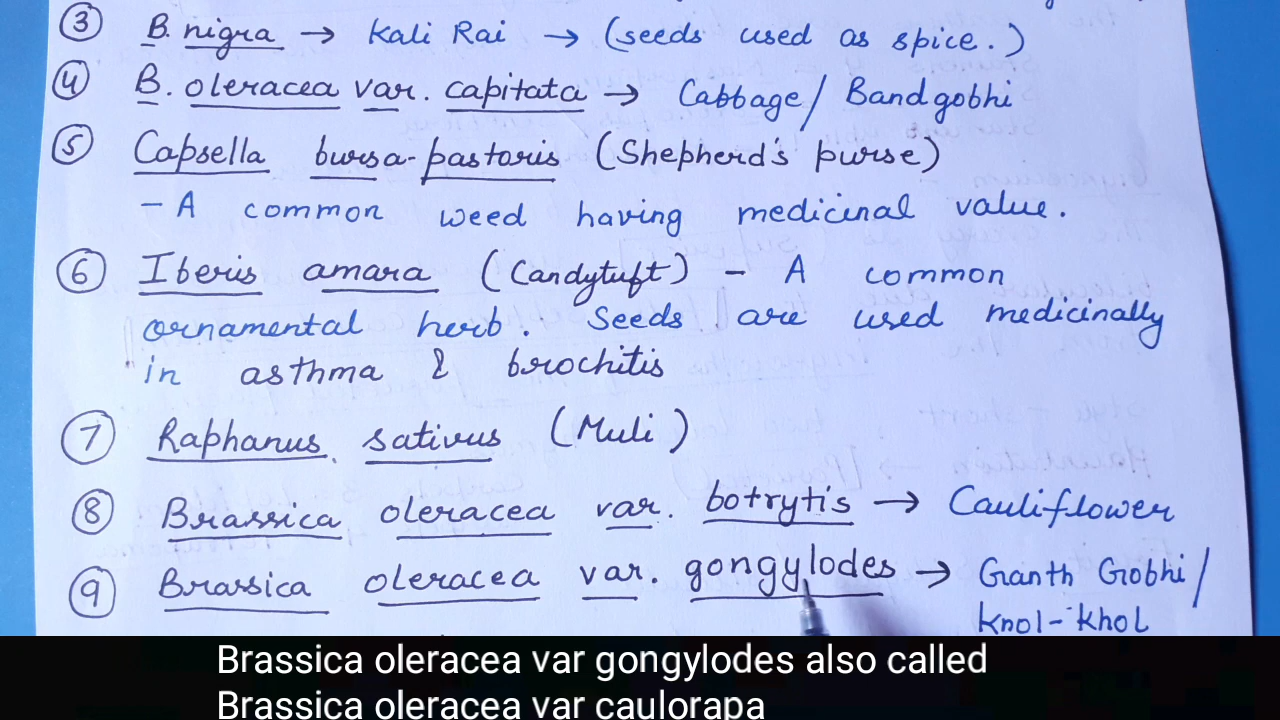 ③ B. nigra → Kali Rai → (seeds used as spice.)
④ B. oleracea var. capitata → Cabbage/ Bandgobhi
⑤ Capsella bursa-pastoris (Shepherd's purse)
- A common weed having medicinal value.
⑥ Iberis amara (Candytuft) - A common
ornamental herb. Seeds are used medicinally
in asthma & brochitis
⑦ Raphanus sativus (Muli)
⑧ Brassica oleracea var. botrytis → Cauliflower
⑨ Brassica oleracea var. gongylodes → Ganth Gobhi/
Knol-Khol
Brassica oleracea var gongylodes also called
Brassica oleracea var caulorapa